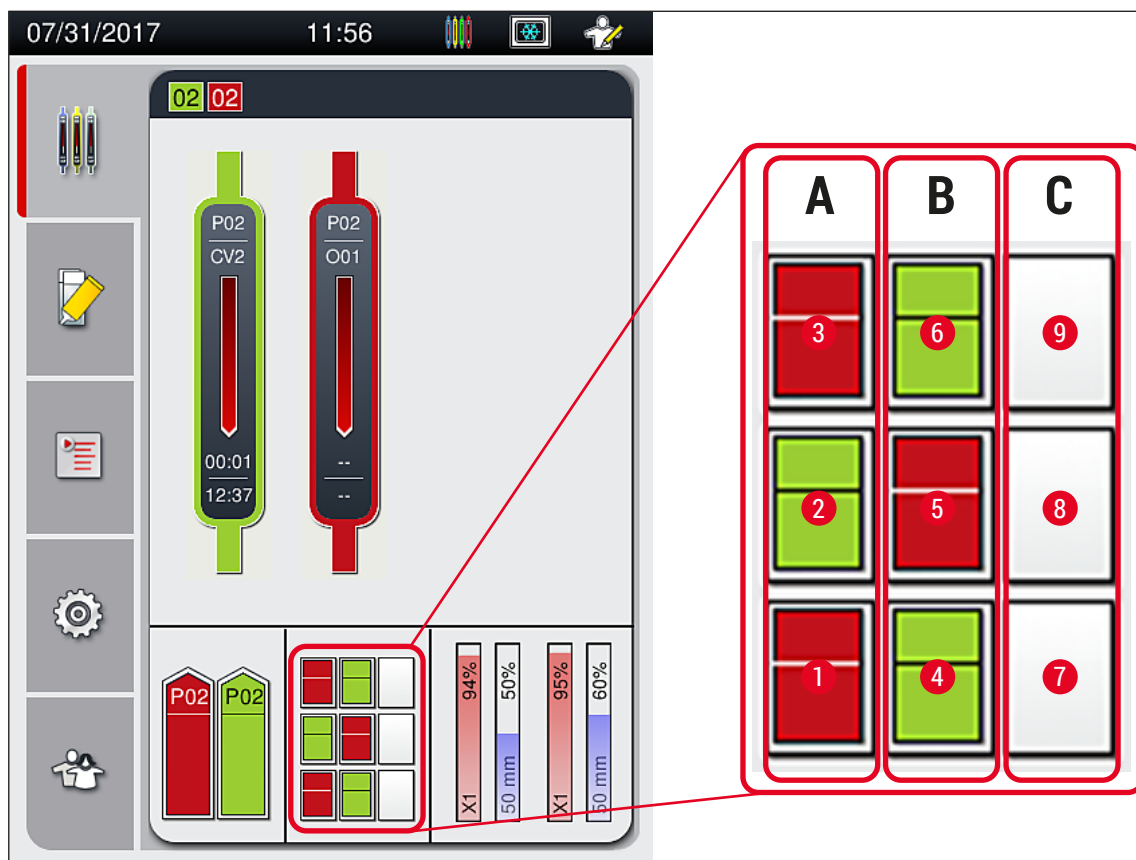 07/31/2017 11:56
02 02
P02
CV2
00:01
12:37
P02
O01
--
--
P02
P02
X1 94%
50 mm 50%
X1 95%
50 mm 60%
A B C
3 6 9
2 5 8
1 4 7